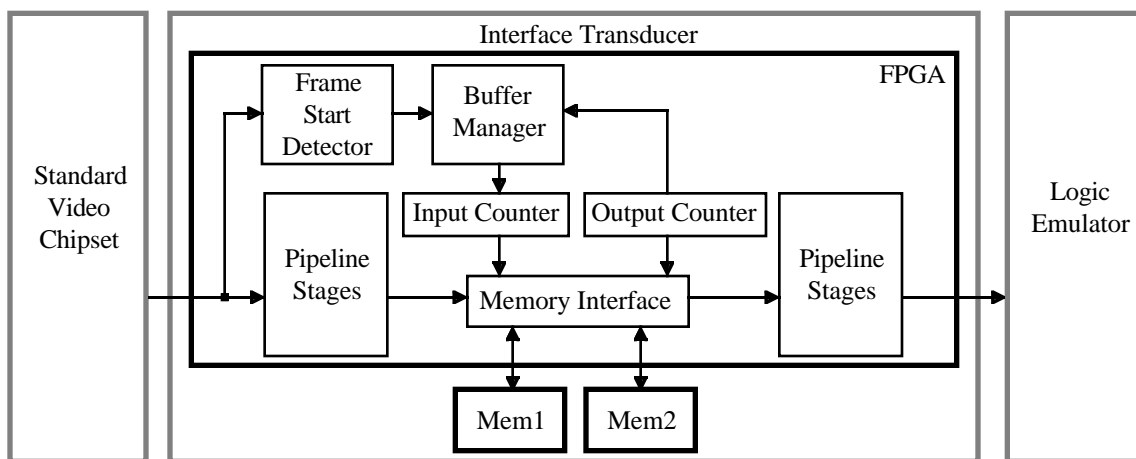 Interface Transducer
FPGA
Frame
Start
Detector
Buffer
Manager
Standard
Video
Chipset
Input Counter
Output Counter
Logic
Emulator
Pipeline
Stages
Memory Interface
Pipeline
Stages
Mem1
Mem2